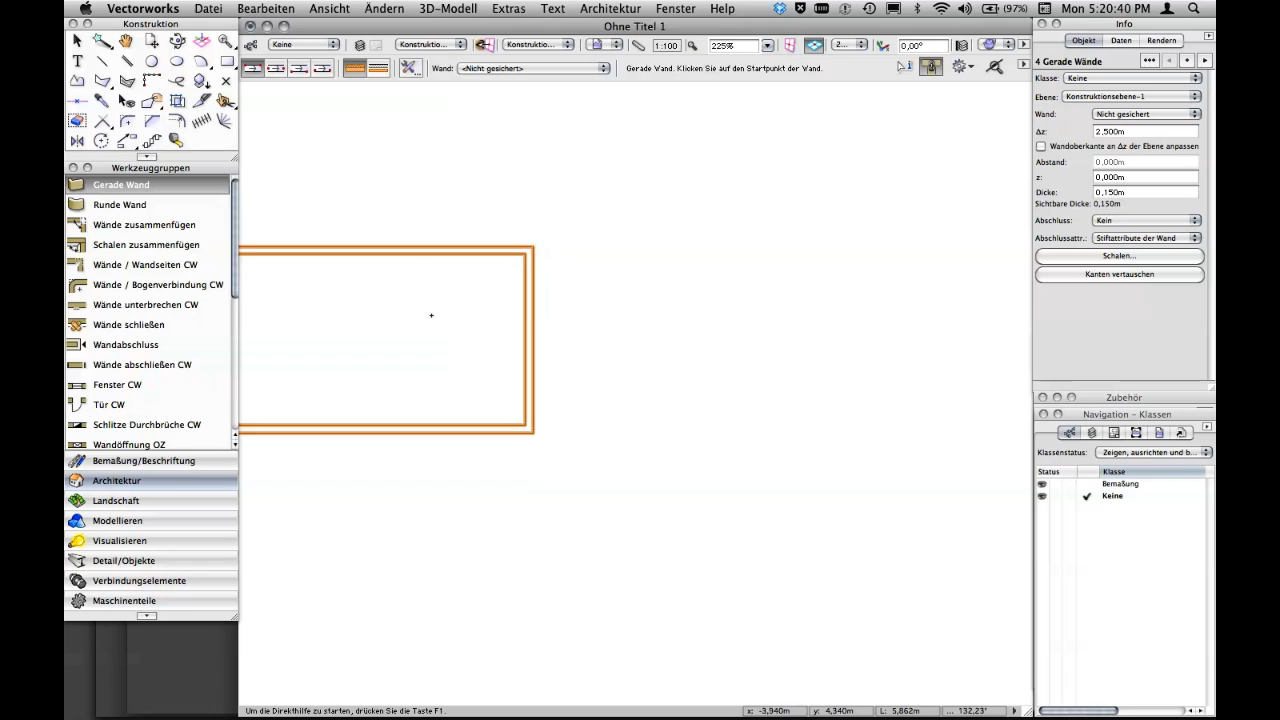 Vectorworks Datei Bearbeiten Ansicht Ändern 3D-Modell Extras Text Architektur Fenster Help (97%) Mon 5:20:40 PM
Konstruktion
Ohne Titel 1
Info
Keine Konstruktio... Konstruktio... 1:100 225% 2... 0,00°
Objekt Daten Rendern
Wand: <Nicht gesichert> Gerade Wand. Klicken Sie auf den Startpunkt der Wand.
4 Gerade Wände
Klasse: Keine
Ebene: Konstruktionsebene-1
Wand: Nicht gesichert
Δz: 2,500m
Wandoberkante an Δz der Ebene anpassen
Abstand: 0,000m
z: 0,000m
Dicke: 0,150m
Sichtbare Dicke: 0,150m
Abschluss: Kein
Abschlussattr.: Stiftattribute der Wand
Schalen...
Kanten vertauschen
Werkzeuggruppen
Gerade Wand
Runde Wand
Wände zusammenfügen
Schalen zusammenfügen
Wände / Wandseiten CW
Wände / Bogenverbindung CW
Wände unterbrechen CW
Wände schließen
Wandabschluss
Wände abschließen CW
Fenster CW
Tür CW
Schlitze Durchbrüche CW
Wandöffnung OZ
Bemaßung/Beschriftung
Architektur
Landschaft
Modellieren
Visualisieren
Detail/Objekte
Verbindungselemente
Maschinenteile
Zubehör
Navigation - Klassen
Klassenstatus: Zeigen, ausrichten und b...
Status Klasse
Bemaßung
Keine
Um die Direkthilfe zu starten, drücken Sie die Taste F1. x: -3,940m y: 4,340m L: 5,862m ... 132,23°